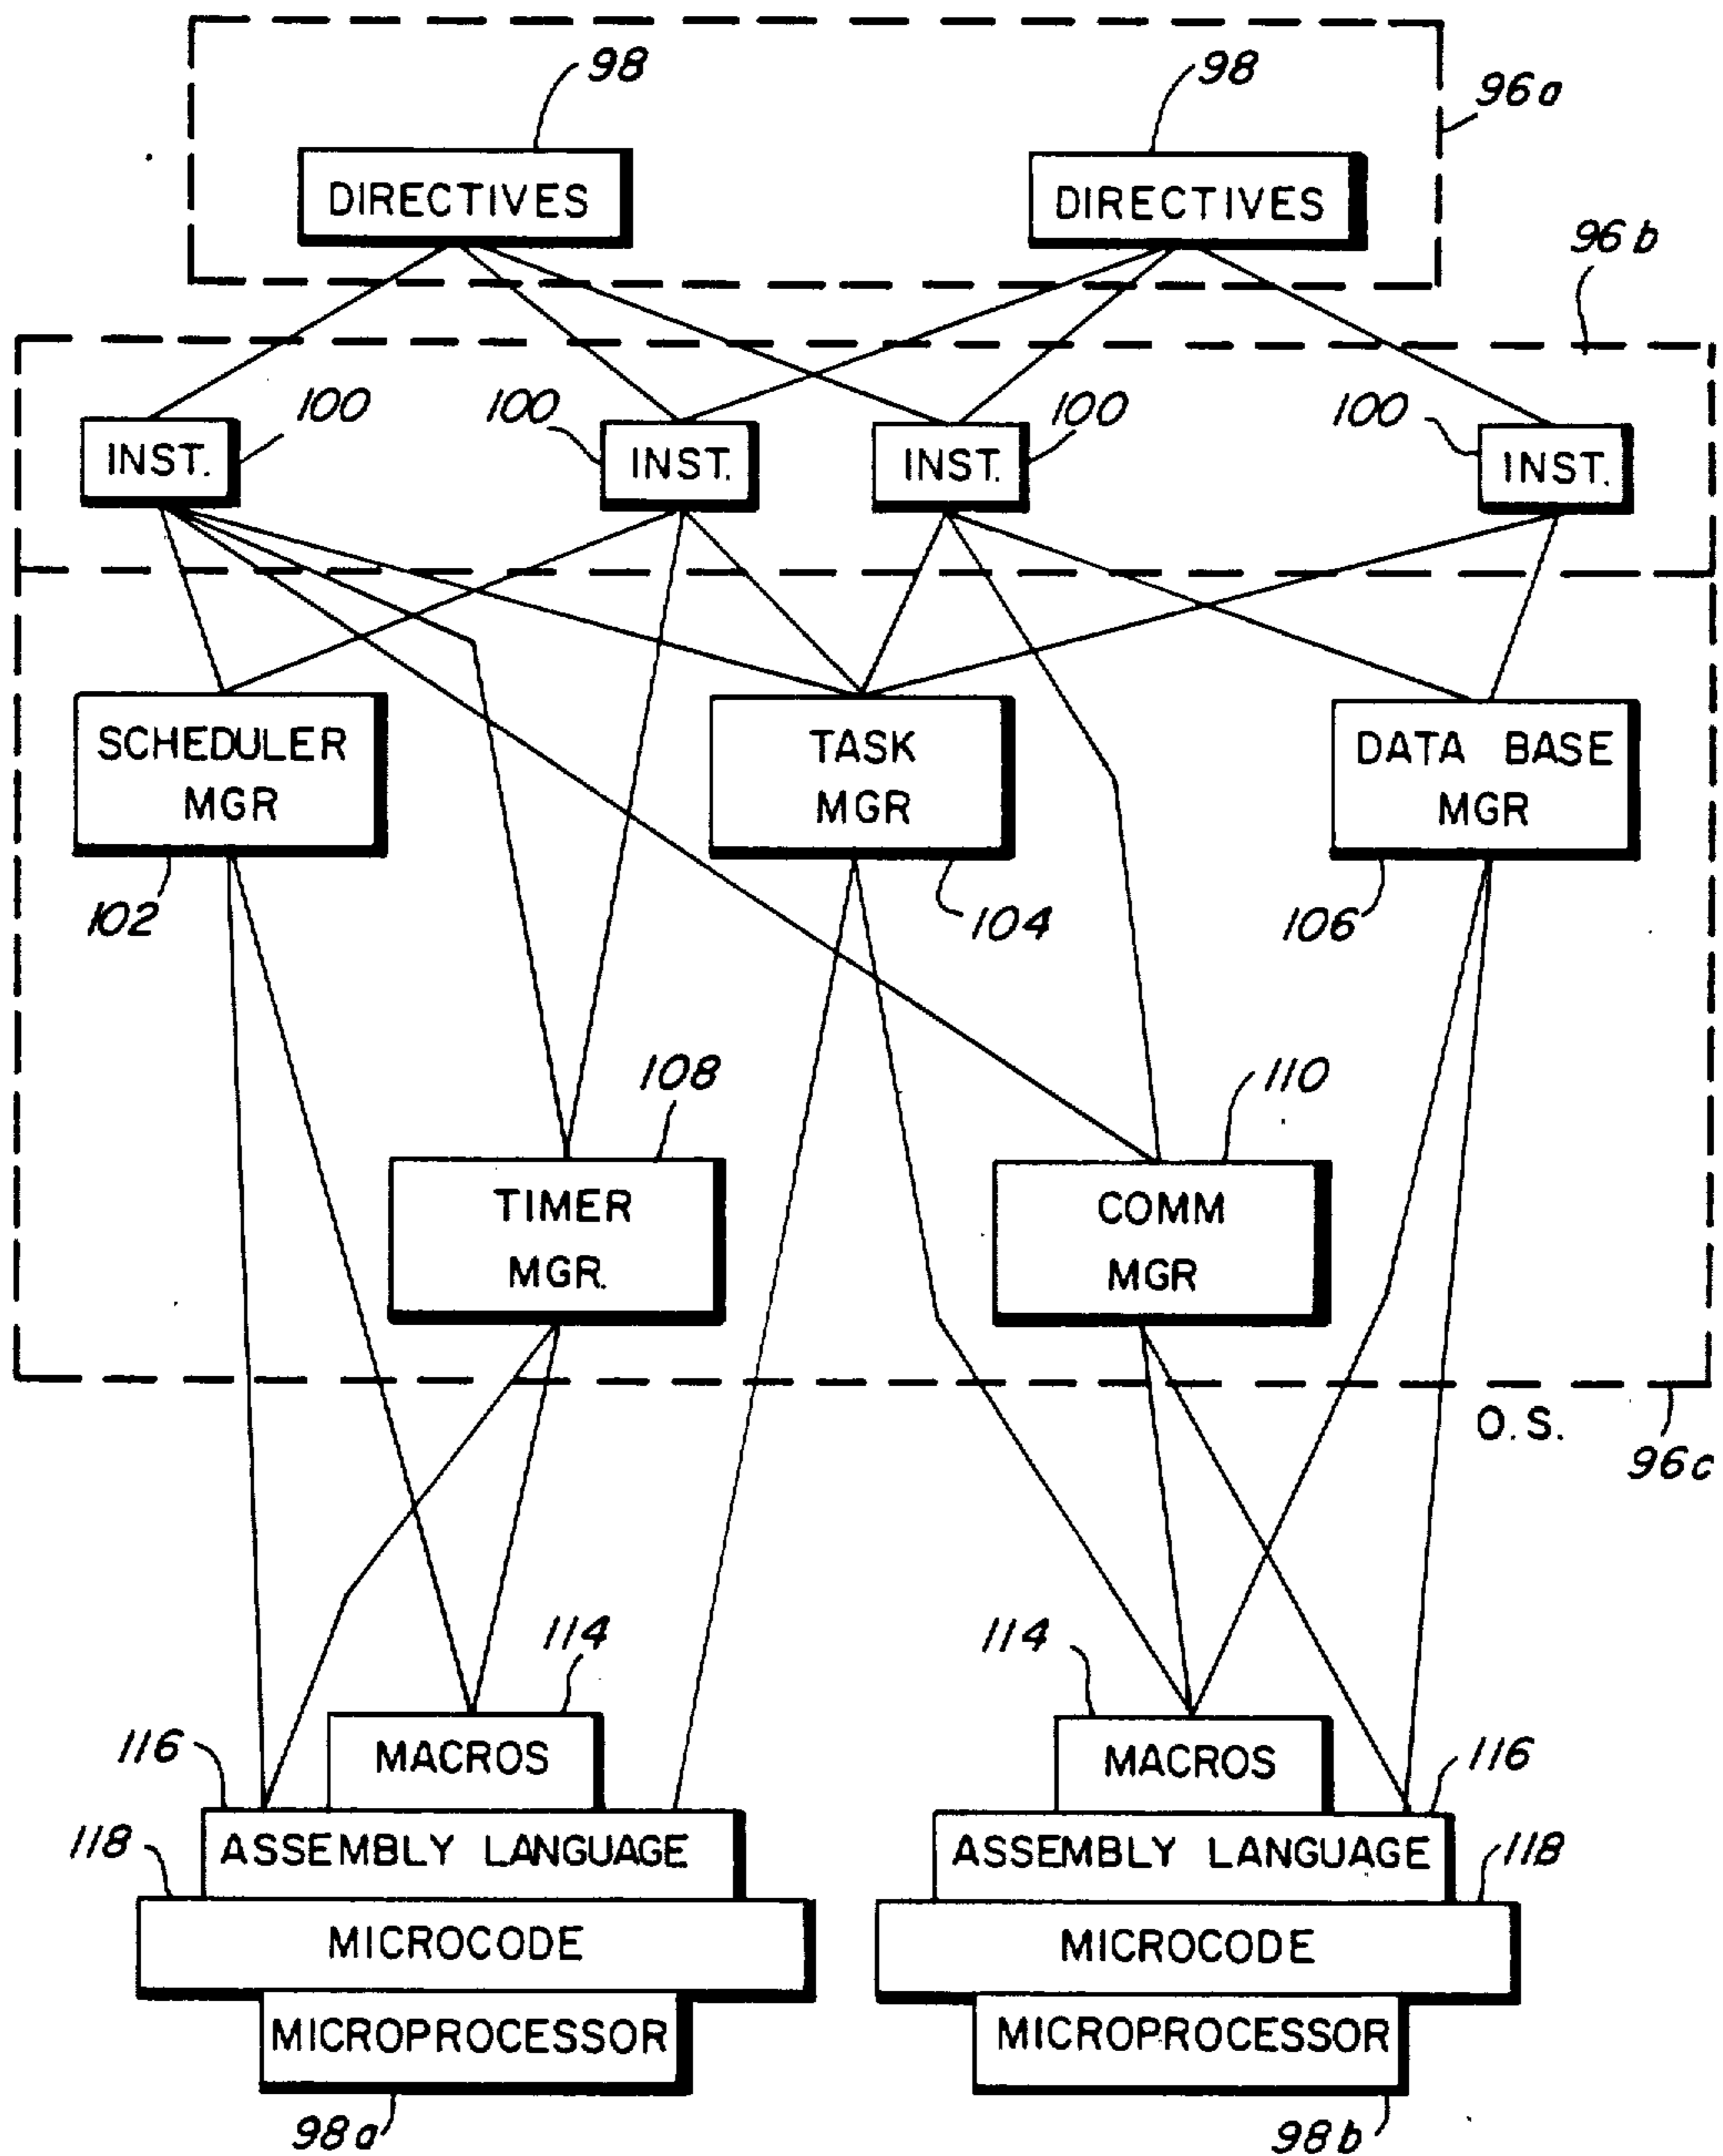 98
98
96a
DIRECTIVES
DIRECTIVES
96b
100
100
100
100
INST.
INST.
INST.
INST.
SCHEDULER
MGR
TASK
MGR
DATA BASE
MGR
102
104
106
108
110
TIMER
MGR.
COMM
MGR
O.S.
96c
114
114
116
MACROS
MACROS
116
118
ASSEMBLY LANGUAGE
ASSEMBLY LANGUAGE
118
MICROCODE
MICROCODE
MICROPROCESSOR
MICROPROCESSOR
98a
98b